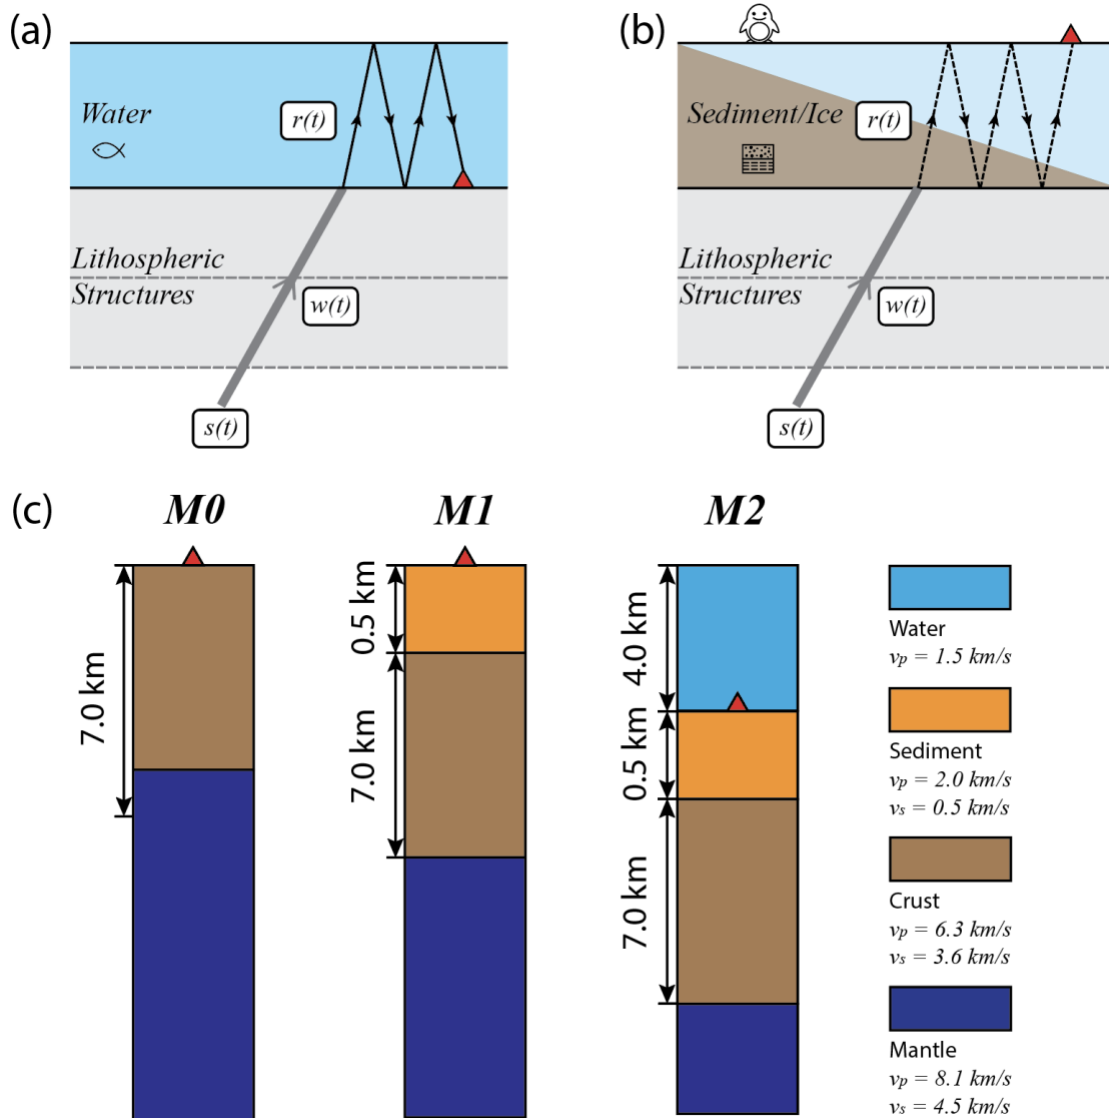 (a)
Water
r(t)
Lithospheric
Structures
w(t)
s(t)
(b)
Sediment/Ice
r(t)
Lithospheric
Structures
w(t)
s(t)
(c)
M0
M1
M2
7.0 km
0.5 km
7.0 km
4.0 km
0.5 km
7.0 km
Water
vp = 1.5 km/s
Sediment
vp = 2.0 km/s
vs = 0.5 km/s
Crust
vp = 6.3 km/s
vs = 3.6 km/s
Mantle
vp = 8.1 km/s
vs = 4.5 km/s